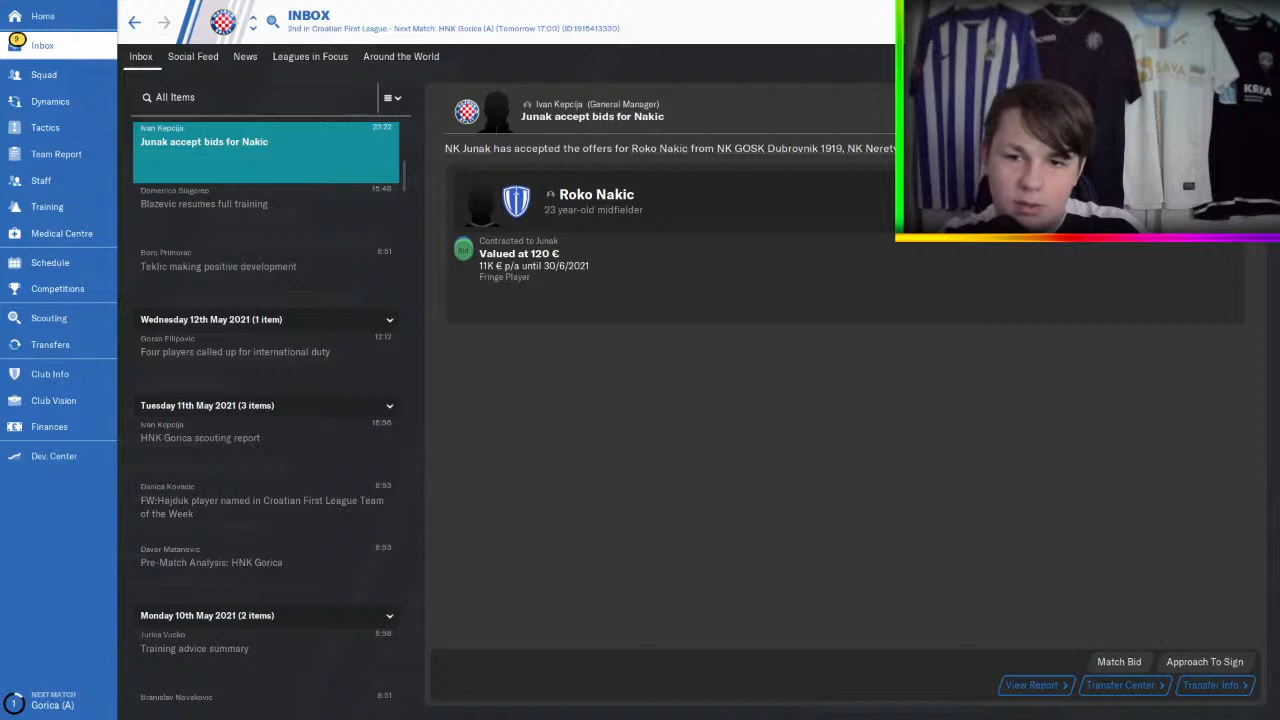 Home
9
Inbox
Squad
Dynamics
Tactics
Team Report
Staff
Training
Medical Centre
Schedule
Competitions
Scouting
Transfers
Club Info
Club Vision
Finances
Dev. Center
1
NEXT MATCH
Gorica (A)
INBOX
2nd in Croatian First League - Next Match: HNK Gorica (A) (Tomorrow 17:00) (ID:1915413330)
Inbox
Social Feed
News
Leagues in Focus
Around the World
All Items
Ivan Kepcija 23:22
Junak accept bids for Nakic
Domenico Siagereo 15:48
Blazevic resumes full training
Boro Primorac 8:51
Teklic making positive development
Wednesday 12th May 2021 (1 item)
Goran Filipovic 12:12
Four players called up for international duty
Tuesday 11th May 2021 (3 items)
Ivan Kepcija 16:56
HNK Gorica scouting report
Danica Kovacic 8:53
FW:Hajduk player named in Croatian First League Team
of the Week
Davor Matanovic 8:53
Pre-Match Analysis: HNK Gorica
Monday 10th May 2021 (2 items)
Jurica Vucko 8:58
Training advice summary
Branislav Novakovic 8:51
Ivan Kepcija (General Manager)
Junak accept bids for Nakic
NK Junak has accepted the offers for Roko Nakic from NK GOSK Dubrovnik 1919, NK Neretv
Roko Nakic
23 year-old midfielder
Bid
Contracted to Junak
Valued at 120 €
11K € p/a until 30/6/2021
Fringe Player
Match Bid
Approach To Sign
View Report
Transfer Center
Transfer Info
SAVA
KRKA